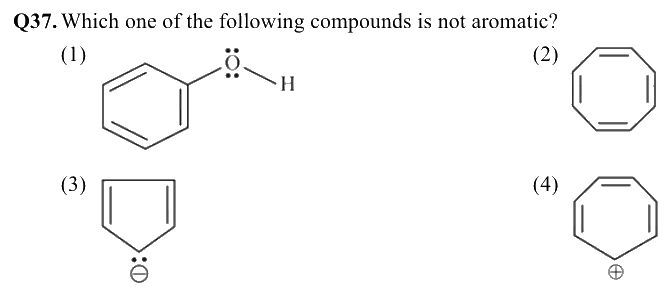 Q37. Which one of the following compounds is not aromatic?
(1)
Ö
H
(2)
(3)
⊖
(4)
⊕